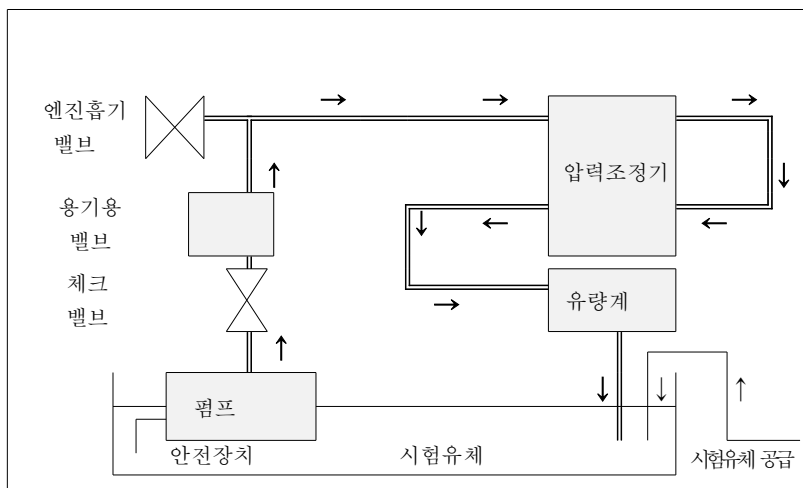 엔진흡기
밸브
압력조정기
용기용
밸브
체크
밸브
유량계
펌프
안전장치
시험유체
시험유체 공급